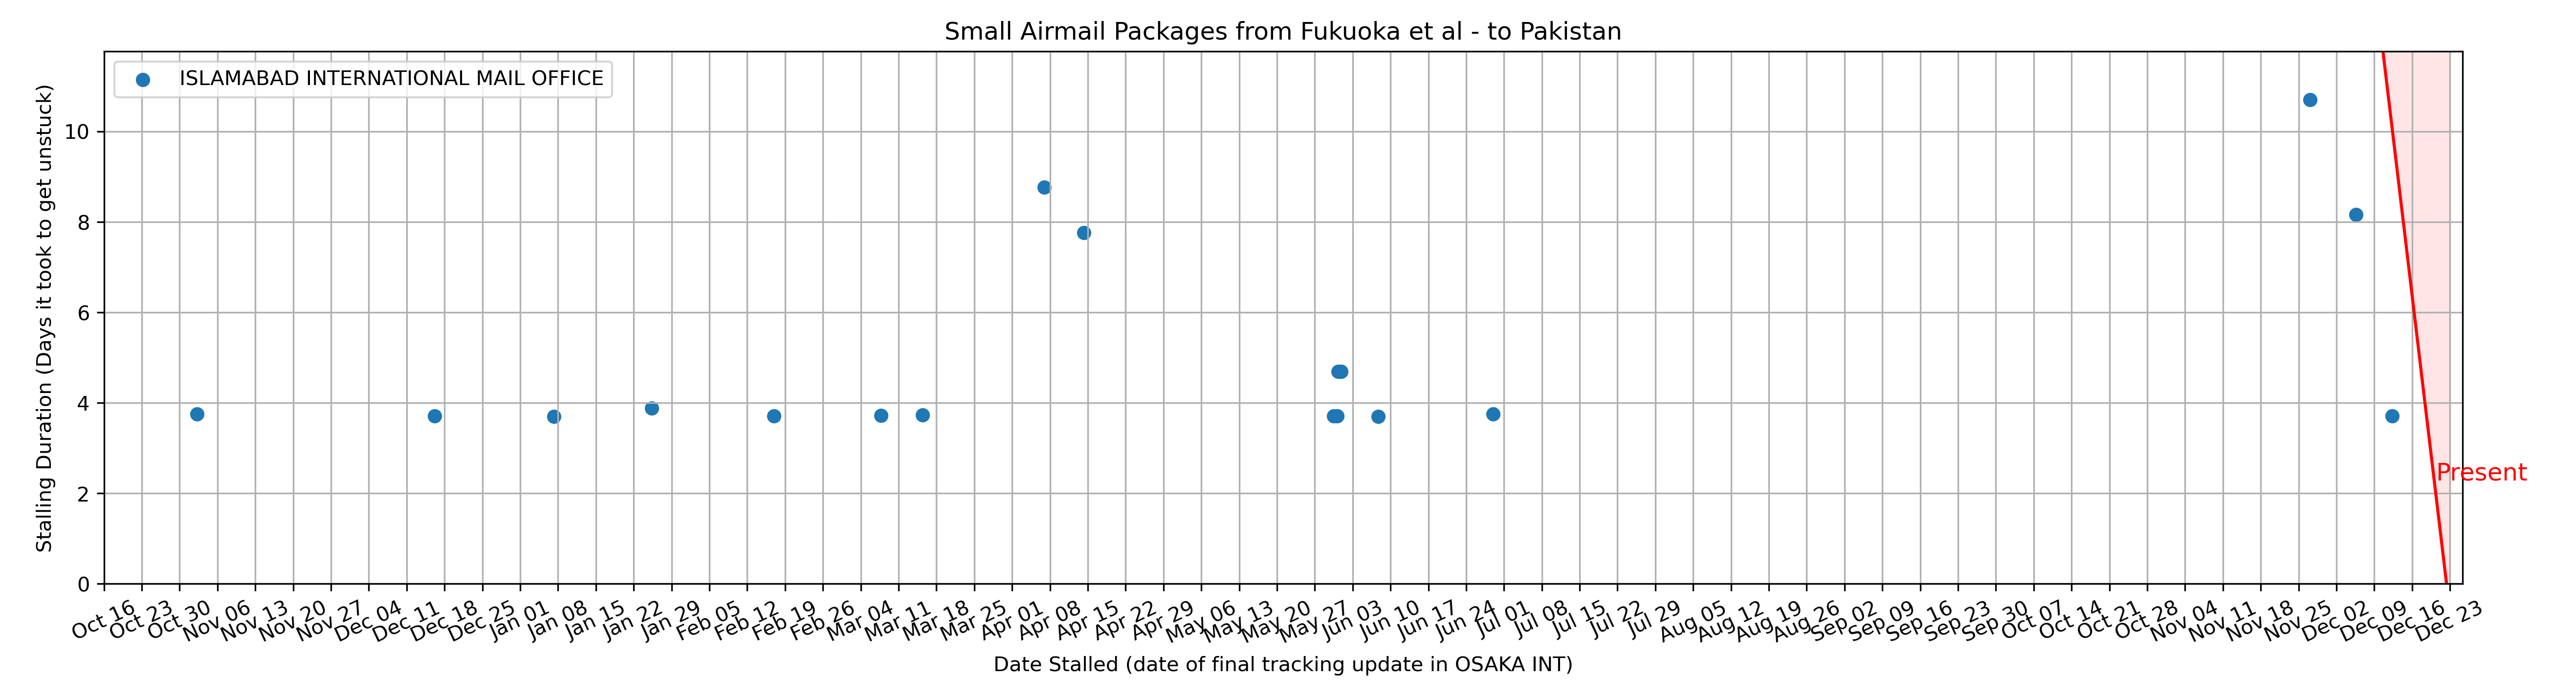 Small Airmail Packages from Fukuoka et al - to Pakistan
ISLAMABAD INTERNATIONAL MAIL OFFICE
Stalling Duration (Days it took to get unstuck)
10
8
6
4
2
0
Present
Oct 16
Oct 23
Oct 30
Nov 06
Nov 13
Nov 20
Nov 27
Dec 04
Dec 11
Dec 18
Dec 25
Jan 01
Jan 08
Jan 15
Jan 22
Jan 29
Feb 05
Feb 12
Feb 19
Feb 26
Mar 04
Mar 11
Mar 18
Mar 25
Apr 01
Apr 08
Apr 15
Apr 22
Apr 29
May 06
May 13
May 20
May 27
Jun 03
Jun 10
Jun 17
Jun 24
Jul 01
Jul 08
Jul 15
Jul 22
Jul 29
Aug 05
Aug 12
Aug 19
Aug 26
Sep 02
Sep 09
Sep 16
Sep 23
Sep 30
Oct 07
Oct 14
Oct 21
Oct 28
Nov 04
Nov 11
Nov 18
Nov 25
Dec 02
Dec 09
Dec 16
Dec 23
Date Stalled (date of final tracking update in OSAKA INT)